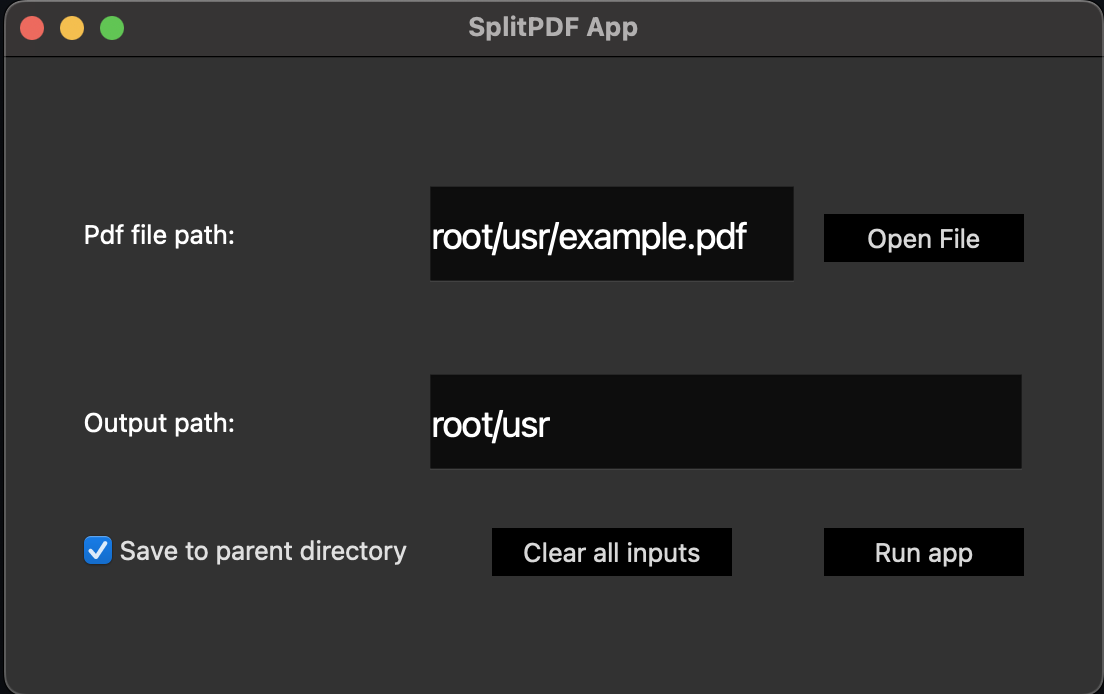 SplitPDF App
Pdf file path:
root/usr/example.pdf
Open File
Output path:
root/usr
Save to parent directory
Clear all inputs
Run app